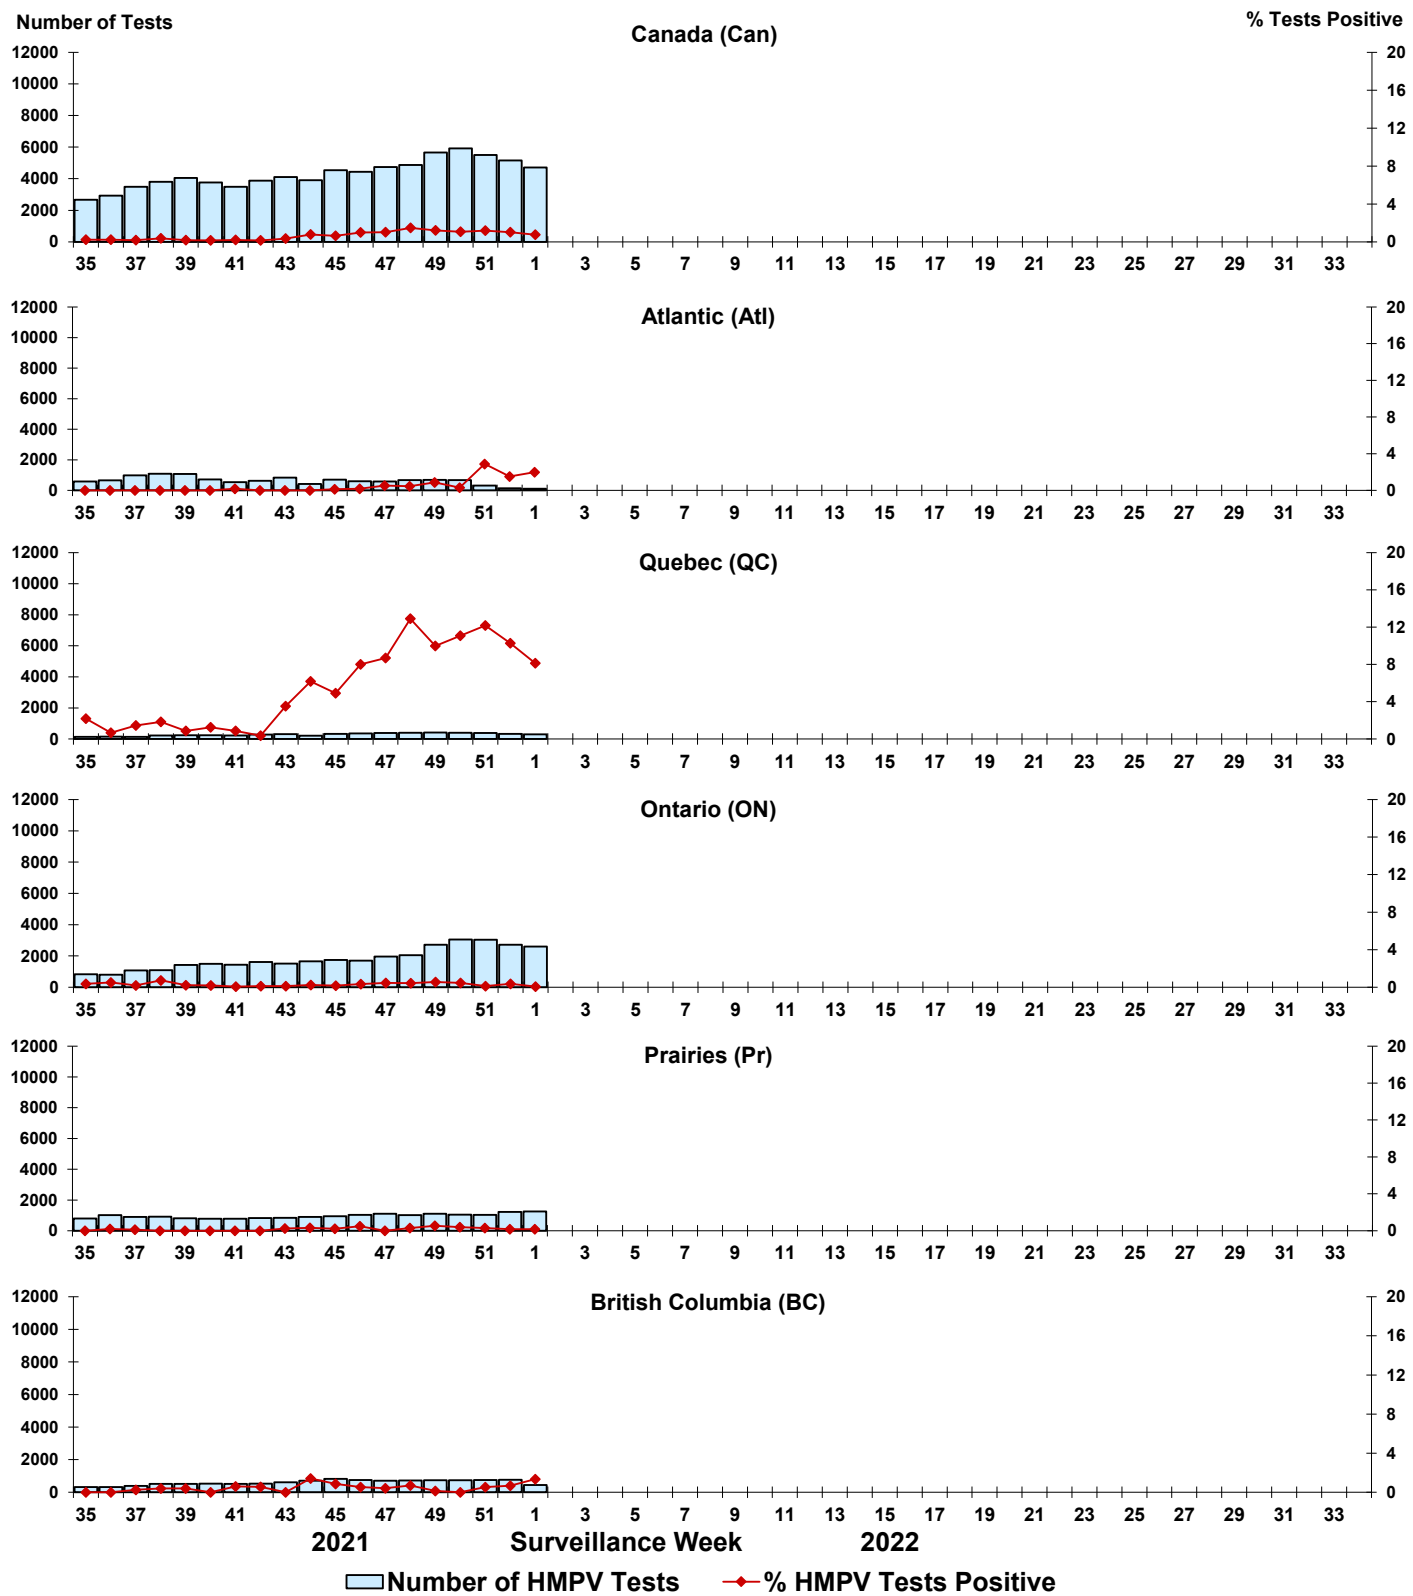 Number of Tests
% Tests Positive
Canada (Can)
12000 20
10000 16
8000 12
6000 8
4000 4
2000 0
0
35 37 39 41 43 45 47 49 51 1 3 5 7 9 11 13 15 17 19 21 23 25 27 29 31 33
Atlantic (Atl)
12000 20
10000 16
8000 12
6000 8
4000 4
2000 0
0
35 37 39 41 43 45 47 49 51 1 3 5 7 9 11 13 15 17 19 21 23 25 27 29 31 33
Quebec (QC)
12000 20
10000 16
8000 12
6000 8
4000 4
2000 0
0
35 37 39 41 43 45 47 49 51 1 3 5 7 9 11 13 15 17 19 21 23 25 27 29 31 33
Ontario (ON)
12000 20
10000 16
8000 12
6000 8
4000 4
2000 0
0
35 37 39 41 43 45 47 49 51 1 3 5 7 9 11 13 15 17 19 21 23 25 27 29 31 33
Prairies (Pr)
12000 20
10000 16
8000 12
6000 8
4000 4
2000 0
0
35 37 39 41 43 45 47 49 51 1 3 5 7 9 11 13 15 17 19 21 23 25 27 29 31 33
British Columbia (BC)
12000 20
10000 16
8000 12
6000 8
4000 4
2000 0
0
35 37 39 41 43 45 47 49 51 1 3 5 7 9 11 13 15 17 19 21 23 25 27 29 31 33
2021 Surveillance Week 2022
Number of HMPV Tests % HMPV Tests Positive